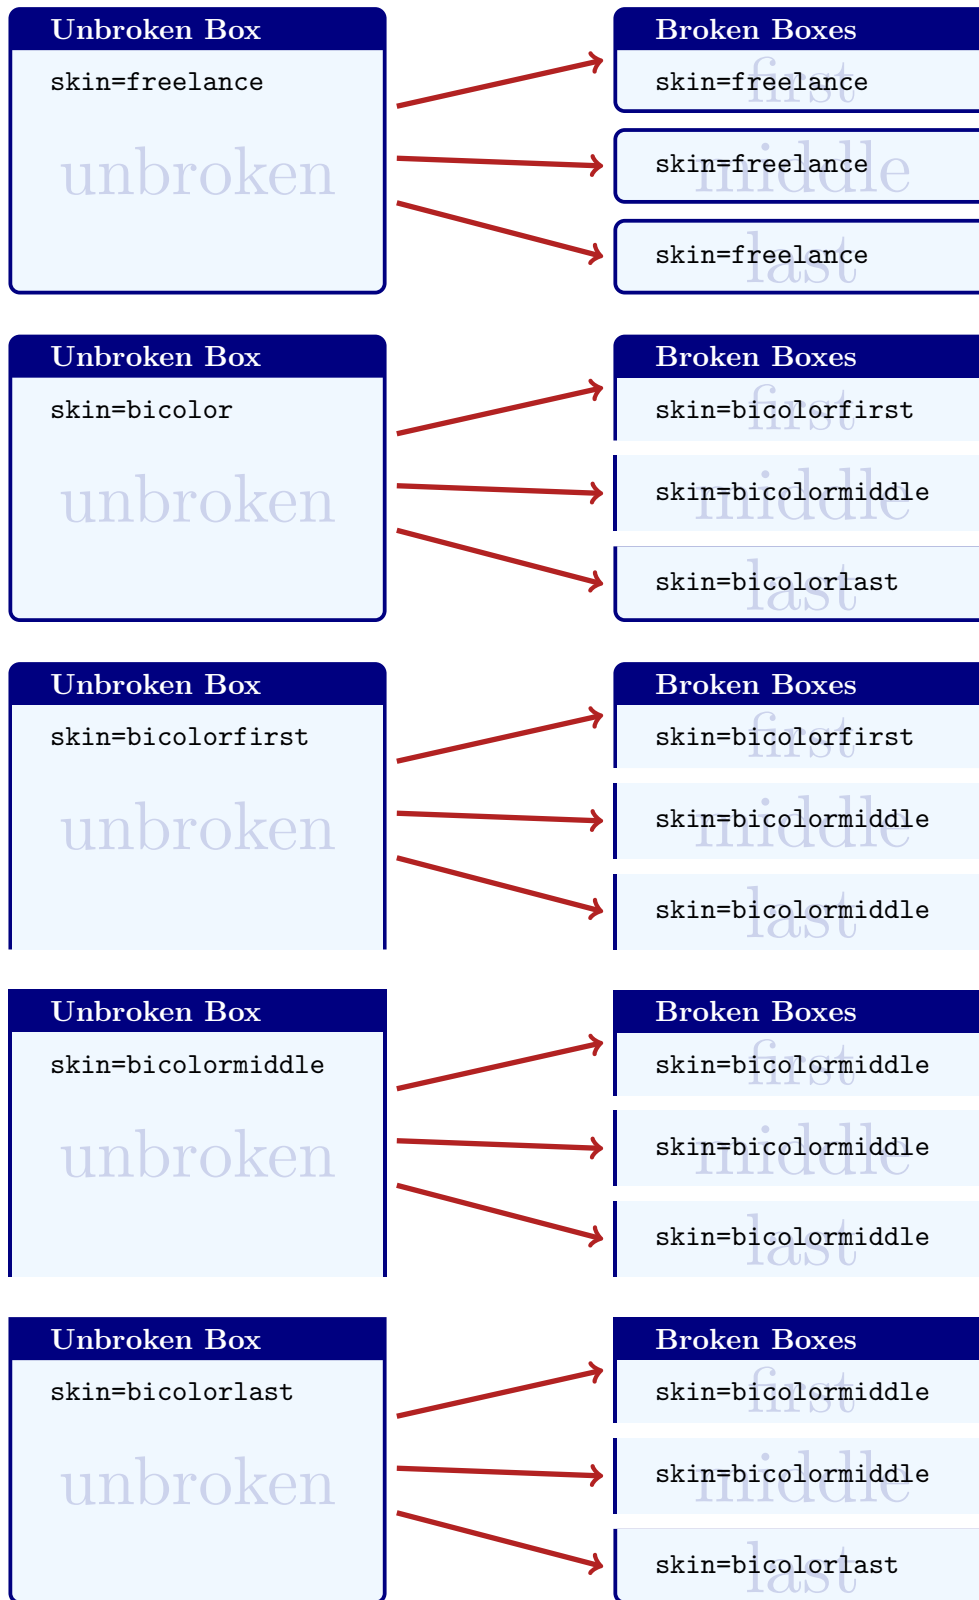 Unbroken Box
skin=freelance
unbroken
Broken Boxes
first
skin=freelance
middle
skin=freelance
last
skin=freelance
Unbroken Box
skin=bicolor
unbroken
Broken Boxes
first
skin=bicolorfirst
middle
skin=bicolormiddle
last
skin=bicolorlast
Unbroken Box
skin=bicolorfirst
unbroken
Broken Boxes
first
skin=bicolorfirst
middle
skin=bicolormiddle
last
skin=bicolormiddle
Unbroken Box
skin=bicolormiddle
unbroken
Broken Boxes
first
skin=bicolormiddle
middle
skin=bicolormiddle
last
skin=bicolormiddle
Unbroken Box
skin=bicolorlast
unbroken
Broken Boxes
first
skin=bicolormiddle
middle
skin=bicolormiddle
last
skin=bicolorlast